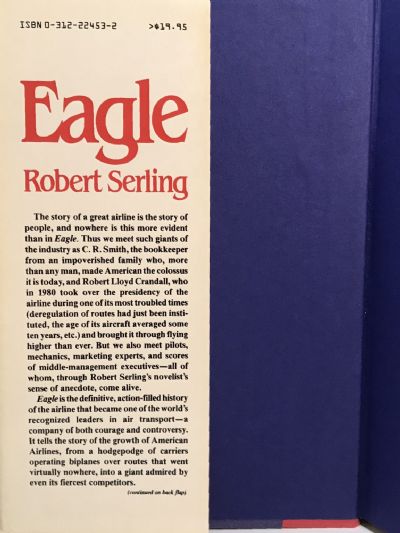 ISBN 0-312-22453-2 >$19.95
Eagle
Robert Serling
The story of a great airline is the story of
people, and nowhere is this more evident
than in Eagle. Thus we meet such giants of
the industry as C. R. Smith, the bookkeeper
from an impoverished family who, more
than any man, made American the colossus
it is today, and Robert Lloyd Crandall, who
in 1980 took over the presidency of the
airline during one of its most troubled times
(deregulation of routes had just been insti-
tuted, the age of its aircraft averaged some
ten years, etc.) and brought it through flying
higher than ever. But we also meet pilots,
mechanics, marketing experts, and scores
of middle-management executives—all of
whom, through Robert Serling's novelist's
sense of anecdote, come alive.
Eagle is the definitive, action-filled history
of the airline that became one of the world's
recognized leaders in air transport—a
company of both courage and controversy.
It tells the story of the growth of American
Airlines, from a hodgepodge of carriers
operating biplanes over routes that went
virtually nowhere, into a giant admired by
even its fiercest competitors.
(continued on back flap)